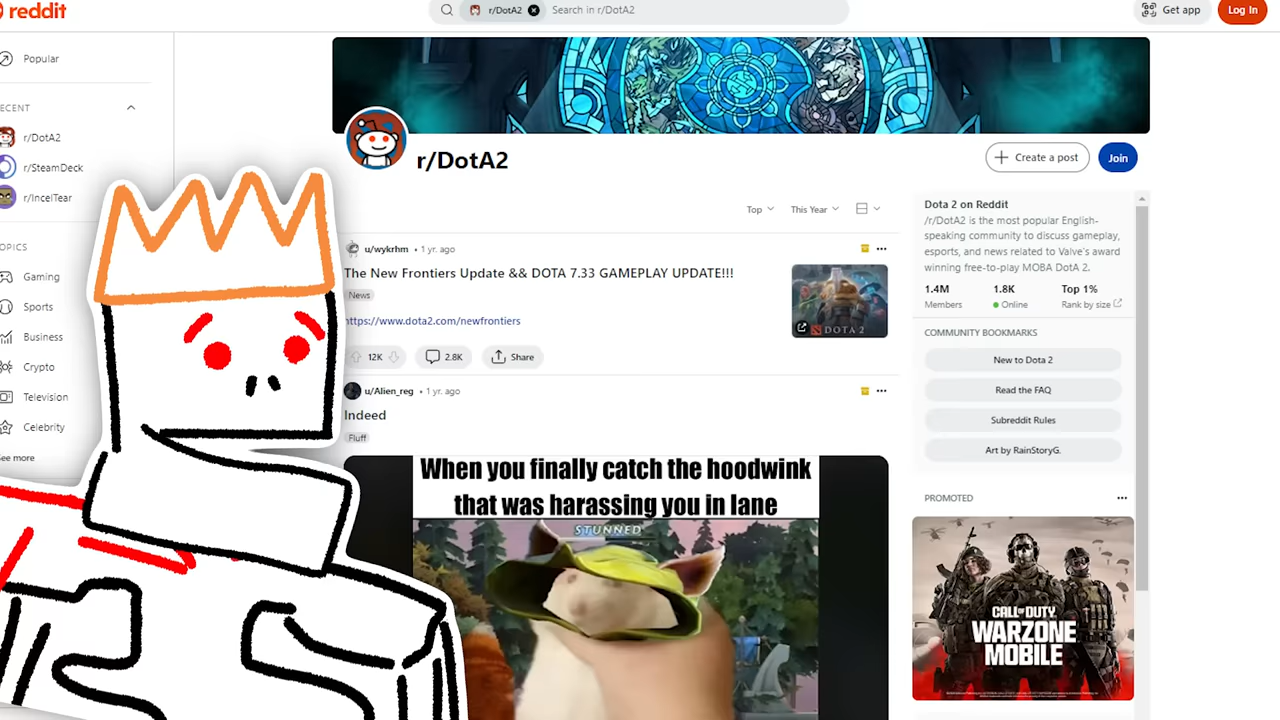 reddit
r/DotA2
Search in r/DotA2
Get app
Log In
Popular
ECENT
r/DotA2
r/SteamDeck
r/IncelTear
OPICS
Gaming
Sports
Business
Crypto
Television
Celebrity
ee more
r/DotA2
Create a post
Join
Top
This Year
u/wykrhm • 1 yr. ago
The New Frontiers Update && DOTA 7.33 GAMEPLAY UPDATE!!!
News
https://www.dota2.com/newfrontiers
DOTA 2
12K
2.8K
Share
u/Alien_reg • 1 yr. ago
Indeed
Fluff
When you finally catch the hoodwink
that was harassing you in lane
STUNNED
Dota 2 on Reddit
/r/DotA2 is the most popular English-
speaking community to discuss gameplay,
esports, and news related to Valve's award
winning free-to-play MOBA DotA 2.
1.4M
1.8K
Top 1%
Members
Online
Rank by size
COMMUNITY BOOKMARKS
New to Dota 2
Read the FAQ
Subreddit Rules
Art by RainStoryG.
PROMOTED
CALL OF DUTY
WARZONE
MOBILE